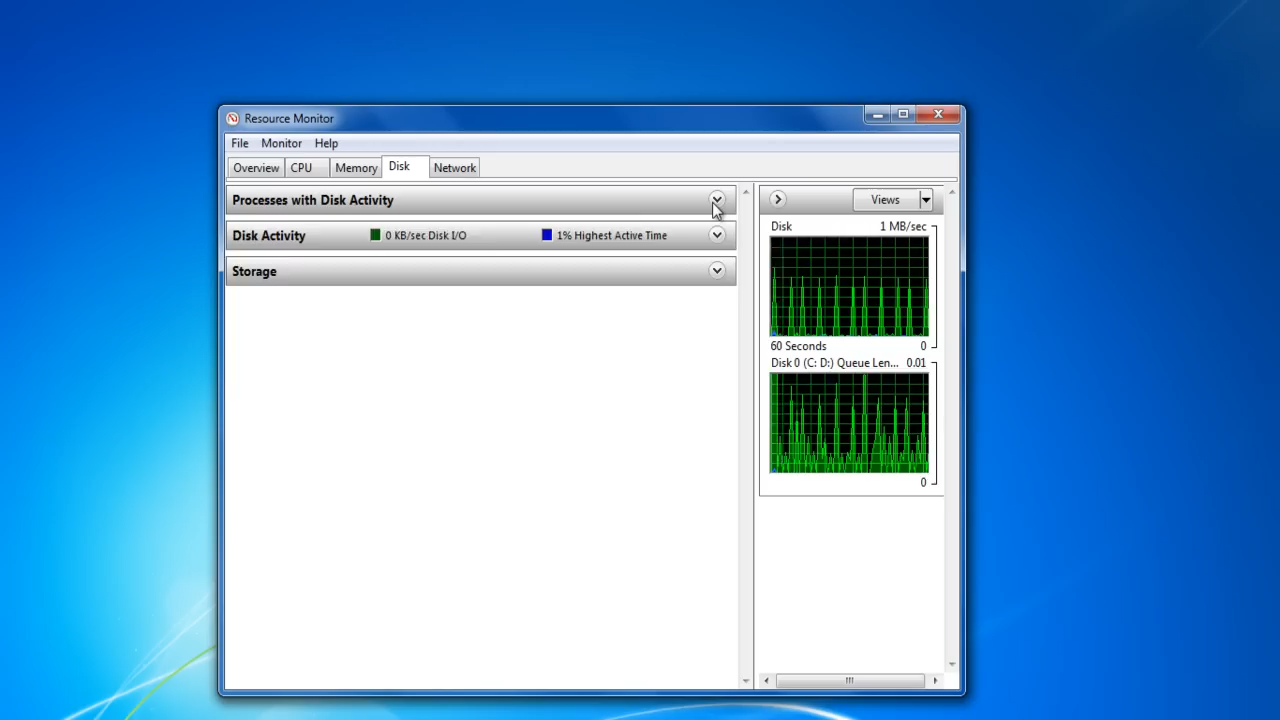 Resource Monitor
File Monitor Help
Overview CPU Memory Disk Network
Processes with Disk Activity
Disk Activity 0 KB/sec Disk I/O 1% Highest Active Time
Storage
Views
Disk 1 MB/sec
60 Seconds 0
Disk 0 (C: D:) Queue Len... 0.01
0